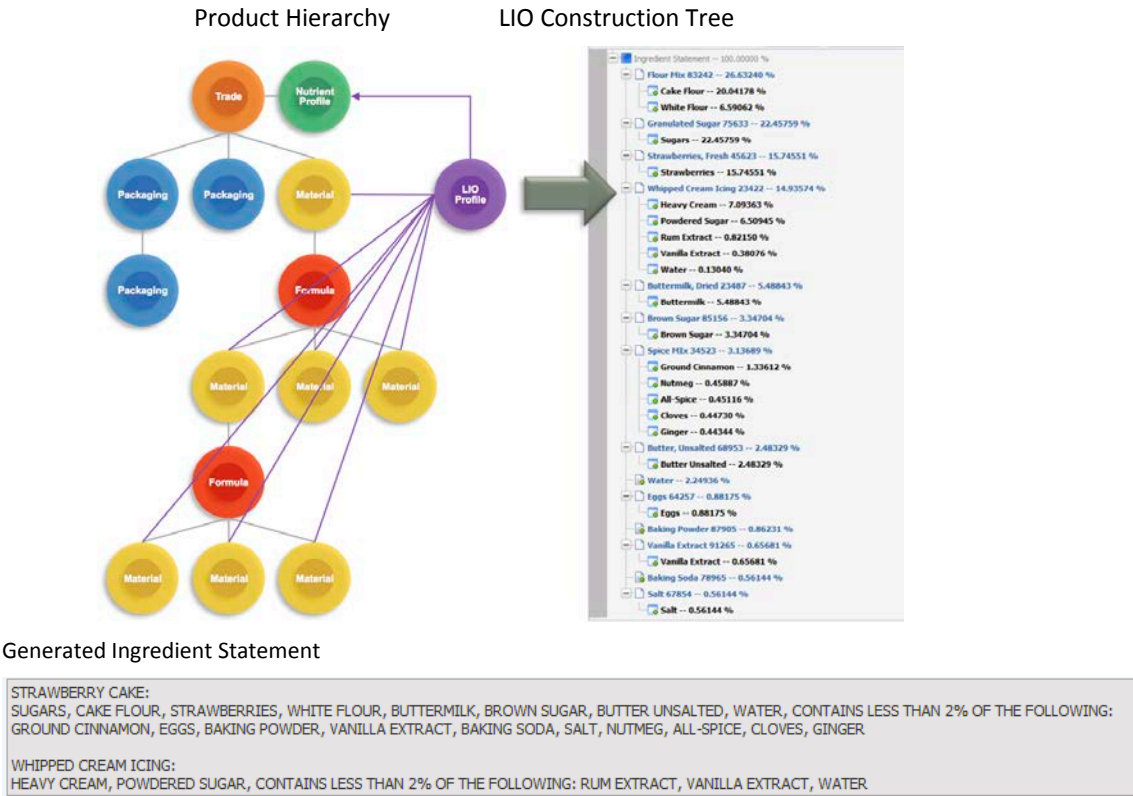 Product Hierarchy
LIO Construction Tree
Trade
Nutrient
Profile
Packaging
Packaging
Material
LIO
Profile
Packaging
Formula
Material
Material
Material
Formula
Material
Material
Material
Ingredient Statement -- 100.00000 %
Flour Mix 83242 -- 26.63240 %
Cake Flour -- 20.04178 %
White Flour -- 6.59062 %
Granulated Sugar 75633 -- 22.45759 %
Sugars -- 22.45759 %
Strawberries, Fresh 45623 -- 15.74551 %
Strawberries -- 15.74551 %
Whipped Cream Icing 23422 -- 14.93574 %
Heavy Cream -- 7.09363 %
Powdered Sugar -- 6.50945 %
Rum Extract -- 0.82150 %
Vanilla Extract -- 0.38076 %
Water -- 0.13040 %
Buttermilk, Dried 23487 -- 5.48843 %
Buttermilk -- 5.48843 %
Brown Sugar 85156 -- 3.34704 %
Brown Sugar -- 3.34704 %
Spice MIx 34523 -- 3.13689 %
Ground Cinnamon -- 1.33612 %
Nutmeg -- 0.45887 %
All-Spice -- 0.45116 %
Cloves -- 0.44730 %
Ginger -- 0.44344 %
Butter, Unsalted 68953 -- 2.48329 %
Butter Unsalted -- 2.48329 %
Water -- 2.24936 %
Eggs 64257 -- 0.88175 %
Eggs -- 0.88175 %
Baking Powder 87905 -- 0.86231 %
Vanilla Extract 91265 -- 0.65681 %
Vanilla Extract -- 0.65681 %
Baking Soda 78965 -- 0.56144 %
Salt 67854 -- 0.56144 %
Salt -- 0.56144 %
Generated Ingredient Statement
STRAWBERRY CAKE:
SUGARS, CAKE FLOUR, STRAWBERRIES, WHITE FLOUR, BUTTERMILK, BROWN SUGAR, BUTTER UNSALTED, WATER, CONTAINS LESS THAN 2% OF THE FOLLOWING:
GROUND CINNAMON, EGGS, BAKING POWDER, VANILLA EXTRACT, BAKING SODA, SALT, NUTMEG, ALL-SPICE, CLOVES, GINGER
WHIPPED CREAM ICING:
HEAVY CREAM, POWDERED SUGAR, CONTAINS LESS THAN 2% OF THE FOLLOWING: RUM EXTRACT, VANILLA EXTRACT, WATER